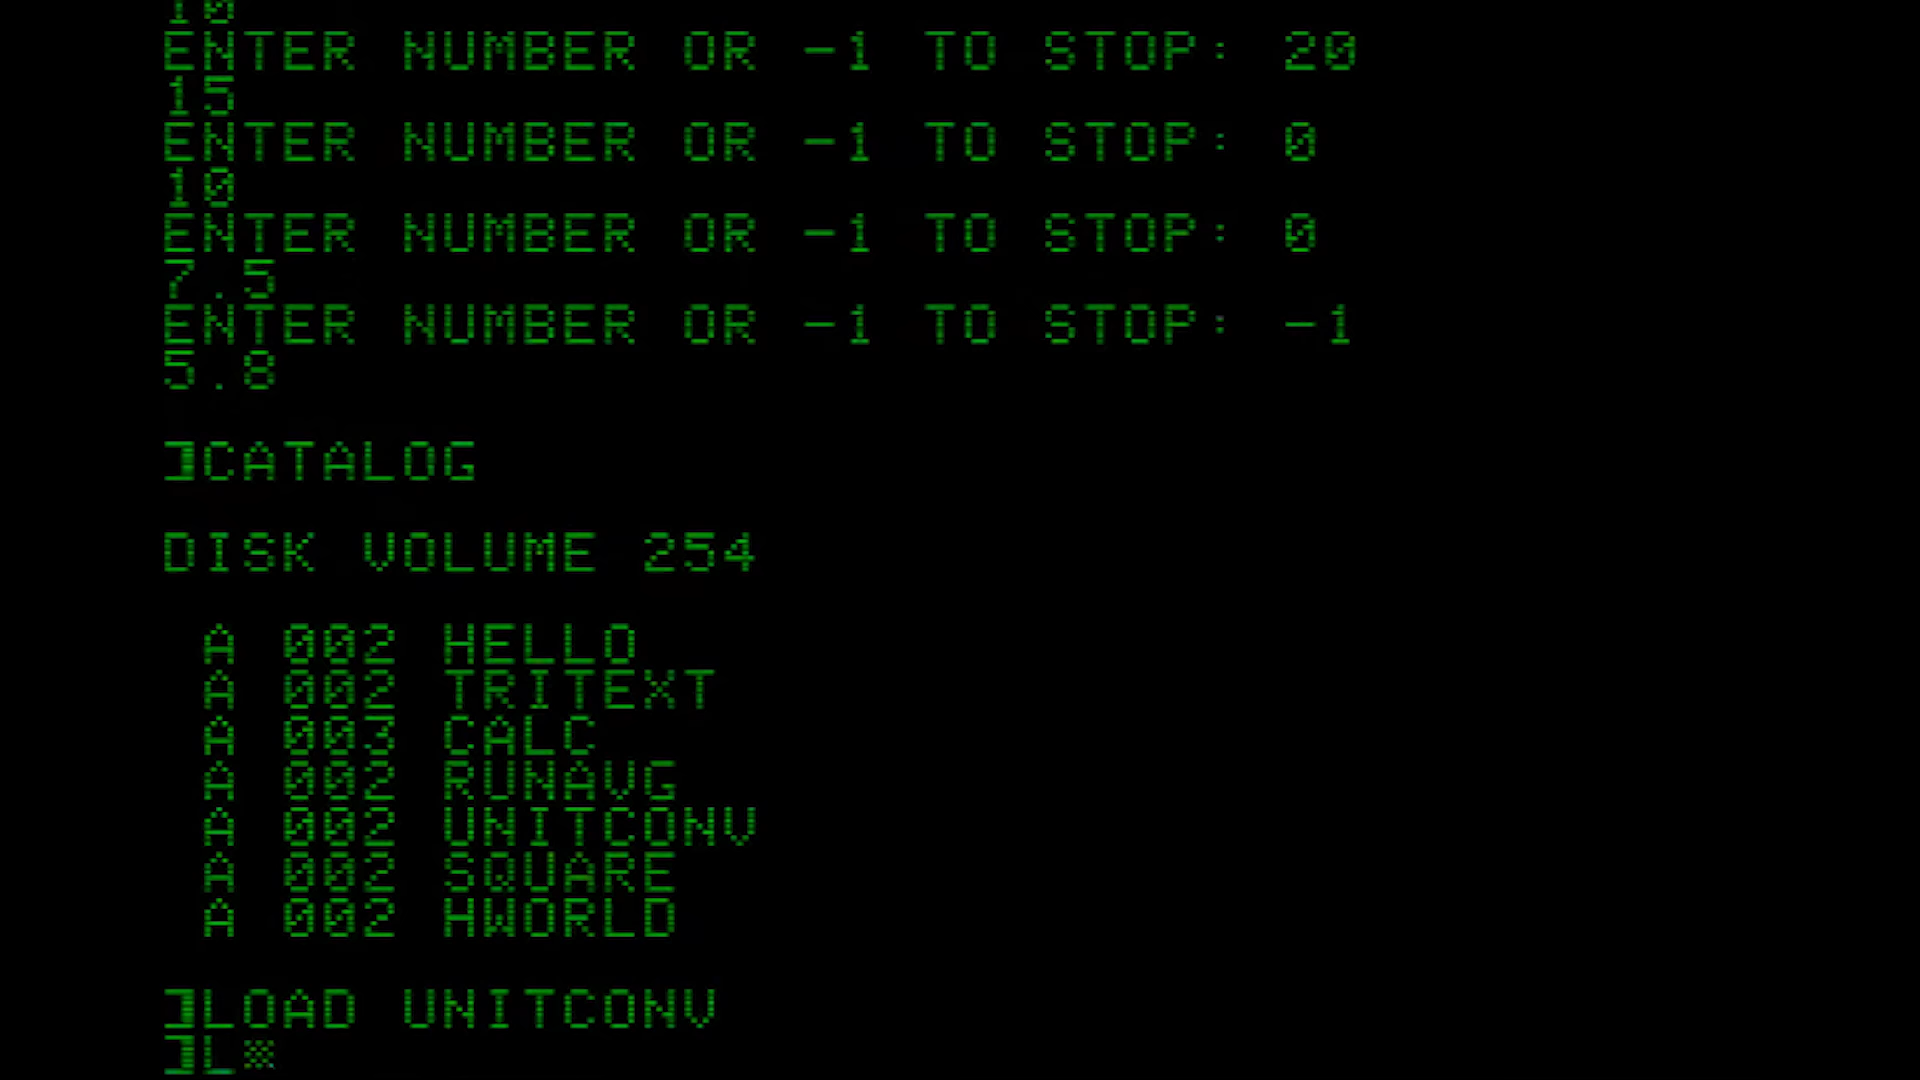 10
ENTER NUMBER OR -1 TO STOP: 20
15
ENTER NUMBER OR -1 TO STOP: 0
10
ENTER NUMBER OR -1 TO STOP: 0
7.5
ENTER NUMBER OR -1 TO STOP: -1
5.8
]CATALOG
DISK VOLUME 254
A 002 HELLO
A 002 TRITEXT
A 003 CALC
A 002 RUNAVG
A 002 UNITCONV
A 002 SQUARE
A 002 HWORLD
]LOAD UNITCONV
]L